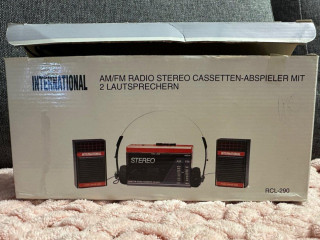 INTERNATIONAL
AM/FM RADIO STEREO CASSETTEN-ABSPIELER MIT
2 LAUTSPRECHERN
STEREO
RCL-290